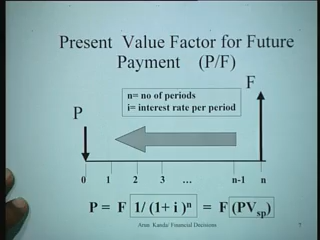 Present Value Factor for Future
Payment (P/F)
F
n= no of periods
i= interest rate per period
P
0 1 2 3 ... n-1 n
P = F 1/ (1+ i )ⁿ = F (PVsp)
Arun Kanda/ Financial Decisions 7